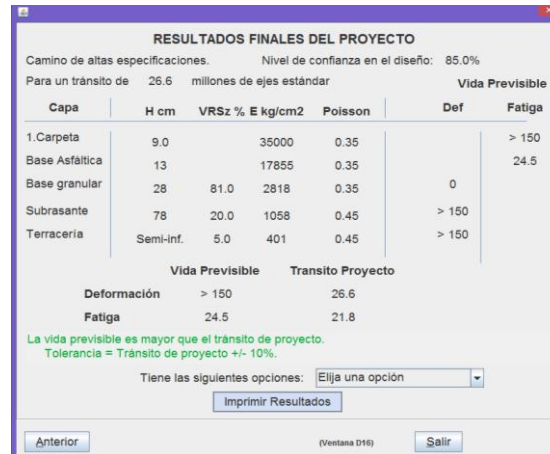 RESULTADOS FINALES DEL PROYECTO
Camino de altas especificaciones. Nivel de confianza en el diseño: 85.0%
Para un tránsito de 26.6 millones de ejes estándar Vida Previsible
Capa H cm VRSz % E kg/cm2 Poisson Def Fatiga
1.Carpeta 9.0 35000 0.35 > 150
Base Asfáltica 13 17855 0.35 24.5
Base granular 28 81.0 2818 0.35 0
Subrasante 78 20.0 1058 0.45 > 150
Terracería Semi-inf. 5.0 401 0.45 > 150
Vida Previsible Transito Proyecto
Deformación > 150 26.6
Fatiga 24.5 21.8
La vida previsible es mayor que el tránsito de proyecto.
Tolerancia = Tránsito de proyecto +/- 10%.
Tiene las siguientes opciones: Elija una opción
Imprimir Resultados
Anterior (Ventana D16) Salir